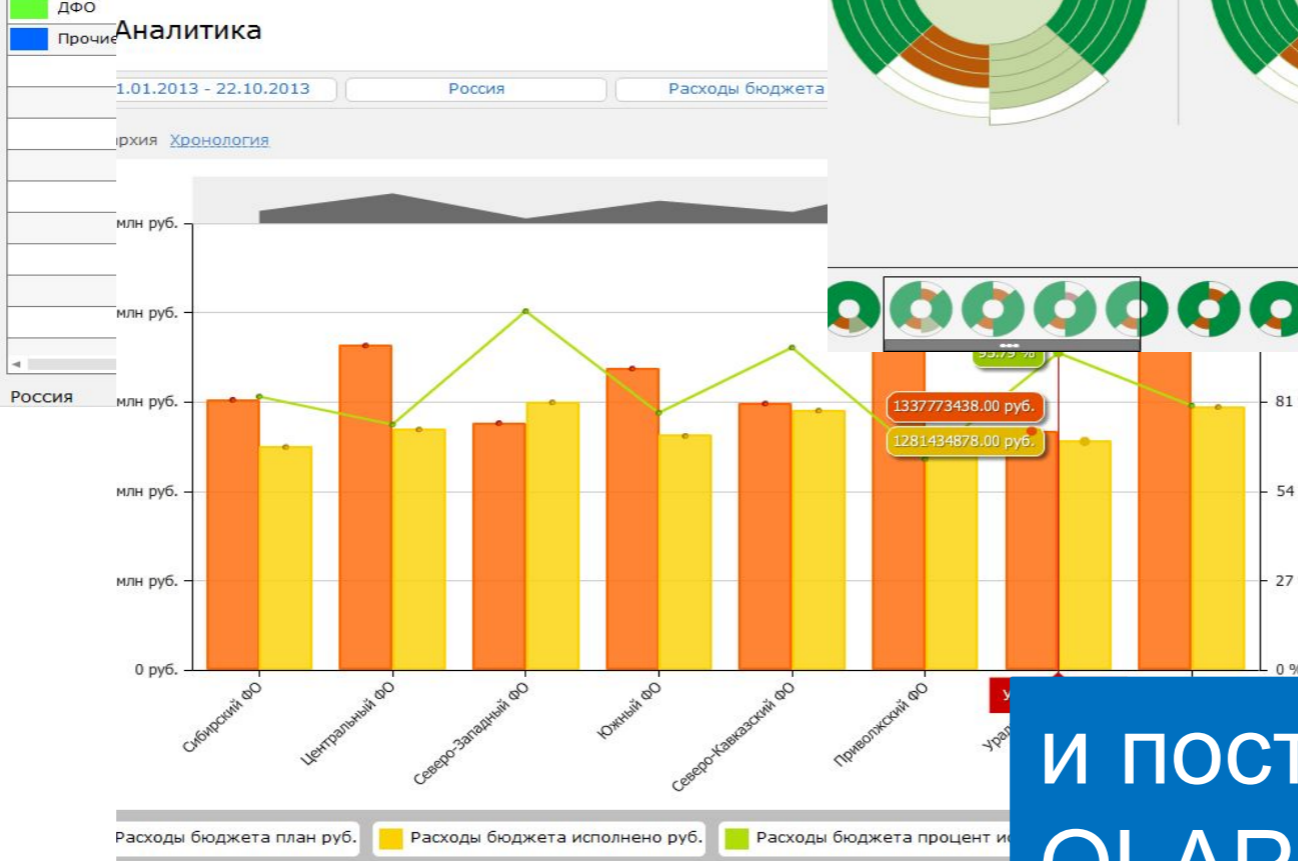 ДФО
Прочие
Аналитика
1.01.2013 - 22.10.2013
Россия
Расходы бюджета
Хронология
млн руб.
млн руб.
млн руб.
млн руб.
млн руб.
0 руб.
Россия
1337773438.00 руб.
1281434878.00 руб.
81
54
27
0 %
Сибирский ФО
Центральный ФО
Северо-Западный ФО
Южный ФО
Северо-Кавказский ФО
Приволжский ФО
Расходы бюджета план руб.
Расходы бюджета исполнено руб.
Расходы бюджета процент
и пост
OLAP